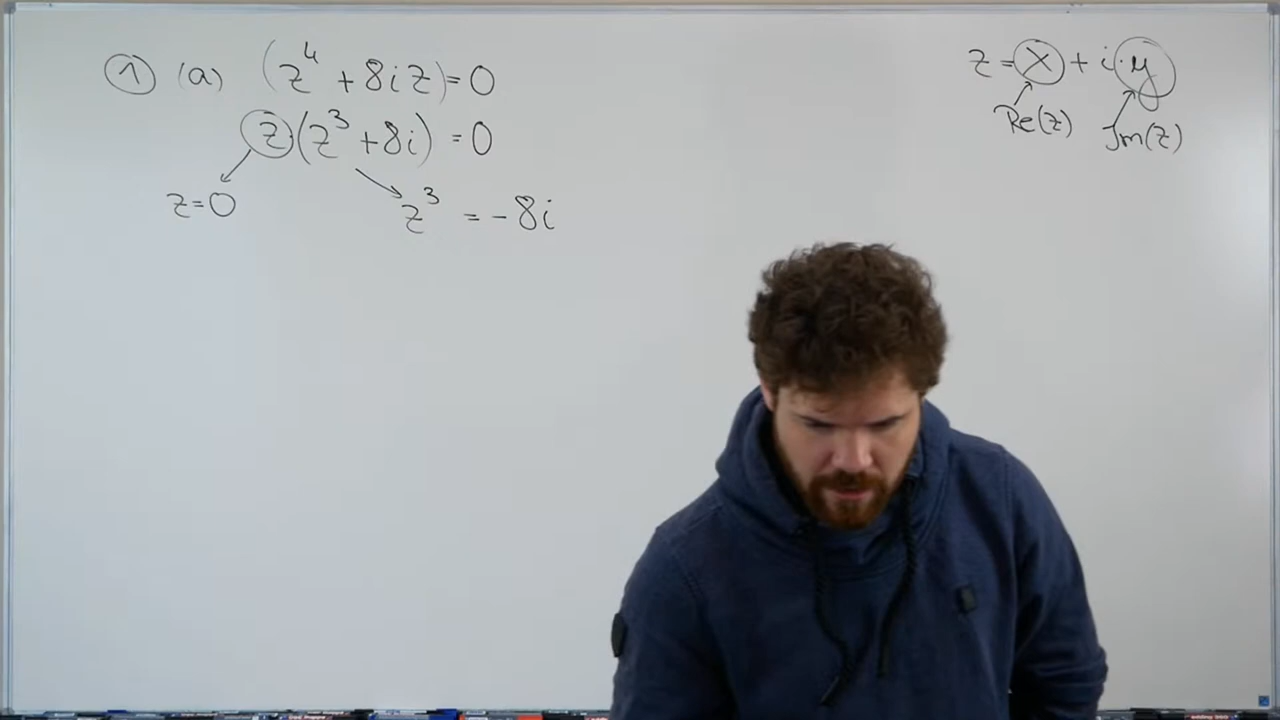 ① (a) (z⁴ + 8iz) = 0
z(z³ + 8i) = 0
z=0
z³ = -8i
z = x + i·y
Re(z) Im(z)